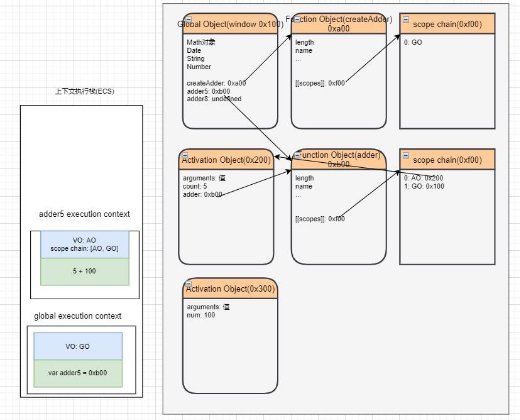 上下文执行栈(ECS)
adder5 execution context
VO: AO
scope chain: [AO, GO]
5 + 100
global execution context
VO: GO
var adder5 = 0xb00
Global Object(window 0x100)
Math对象
Date
String
Number
createAdder: 0xa00
adder5: 0xb00
adder8: undefined
Function Object(createAdder)
0xa00
length
name
...
[[scopes]]: 0xf00
scope chain(0xf00)
0: GO
Activation Object(0x200)
arguments: 值
count: 5
adder: 0xb00
Function Object(adder)
0xb00
length
name
...
[[scopes]]: 0xf00
scope chain(0xf00)
0: AO: 0x200
1: GO: 0x100
Activation Object(0x300)
arguments: 值
num: 100